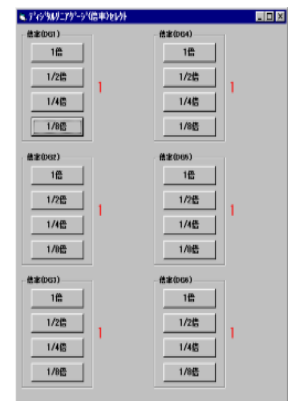 ﾃﾞｨｼﾞﾀﾙﾘﾆｱｹﾞｰｼﾞ(倍率)ｾﾚｸﾄ
倍率(DG1)
1倍
1/2倍
1/4倍
1/8倍
1
倍率(DG4)
1倍
1/2倍
1/4倍
1/8倍
1
倍率(DG2)
1倍
1/2倍
1/4倍
1/8倍
1
倍率(DG5)
1倍
1/2倍
1/4倍
1/8倍
1
倍率(DG3)
1倍
1/2倍
1/4倍
1/8倍
1
倍率(DG6)
1倍
1/2倍
1/4倍
1/8倍
1